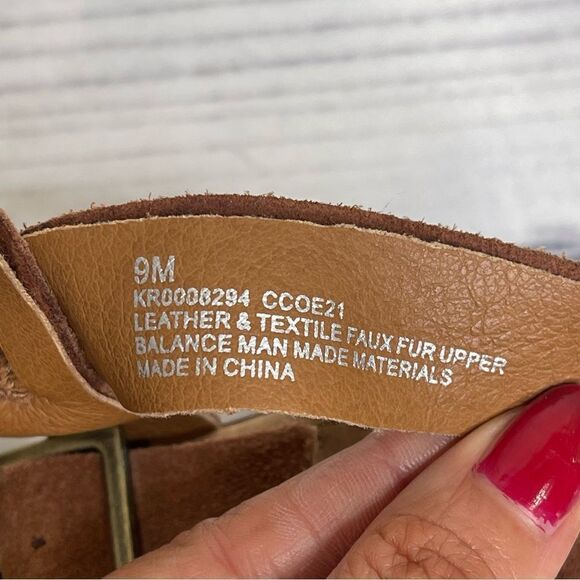 9M
KR0008294 CCOE21
LEATHER & TEXTILE FAUX FUR UPPER
BALANCE MAN MADE MATERIALS
MADE IN CHINA